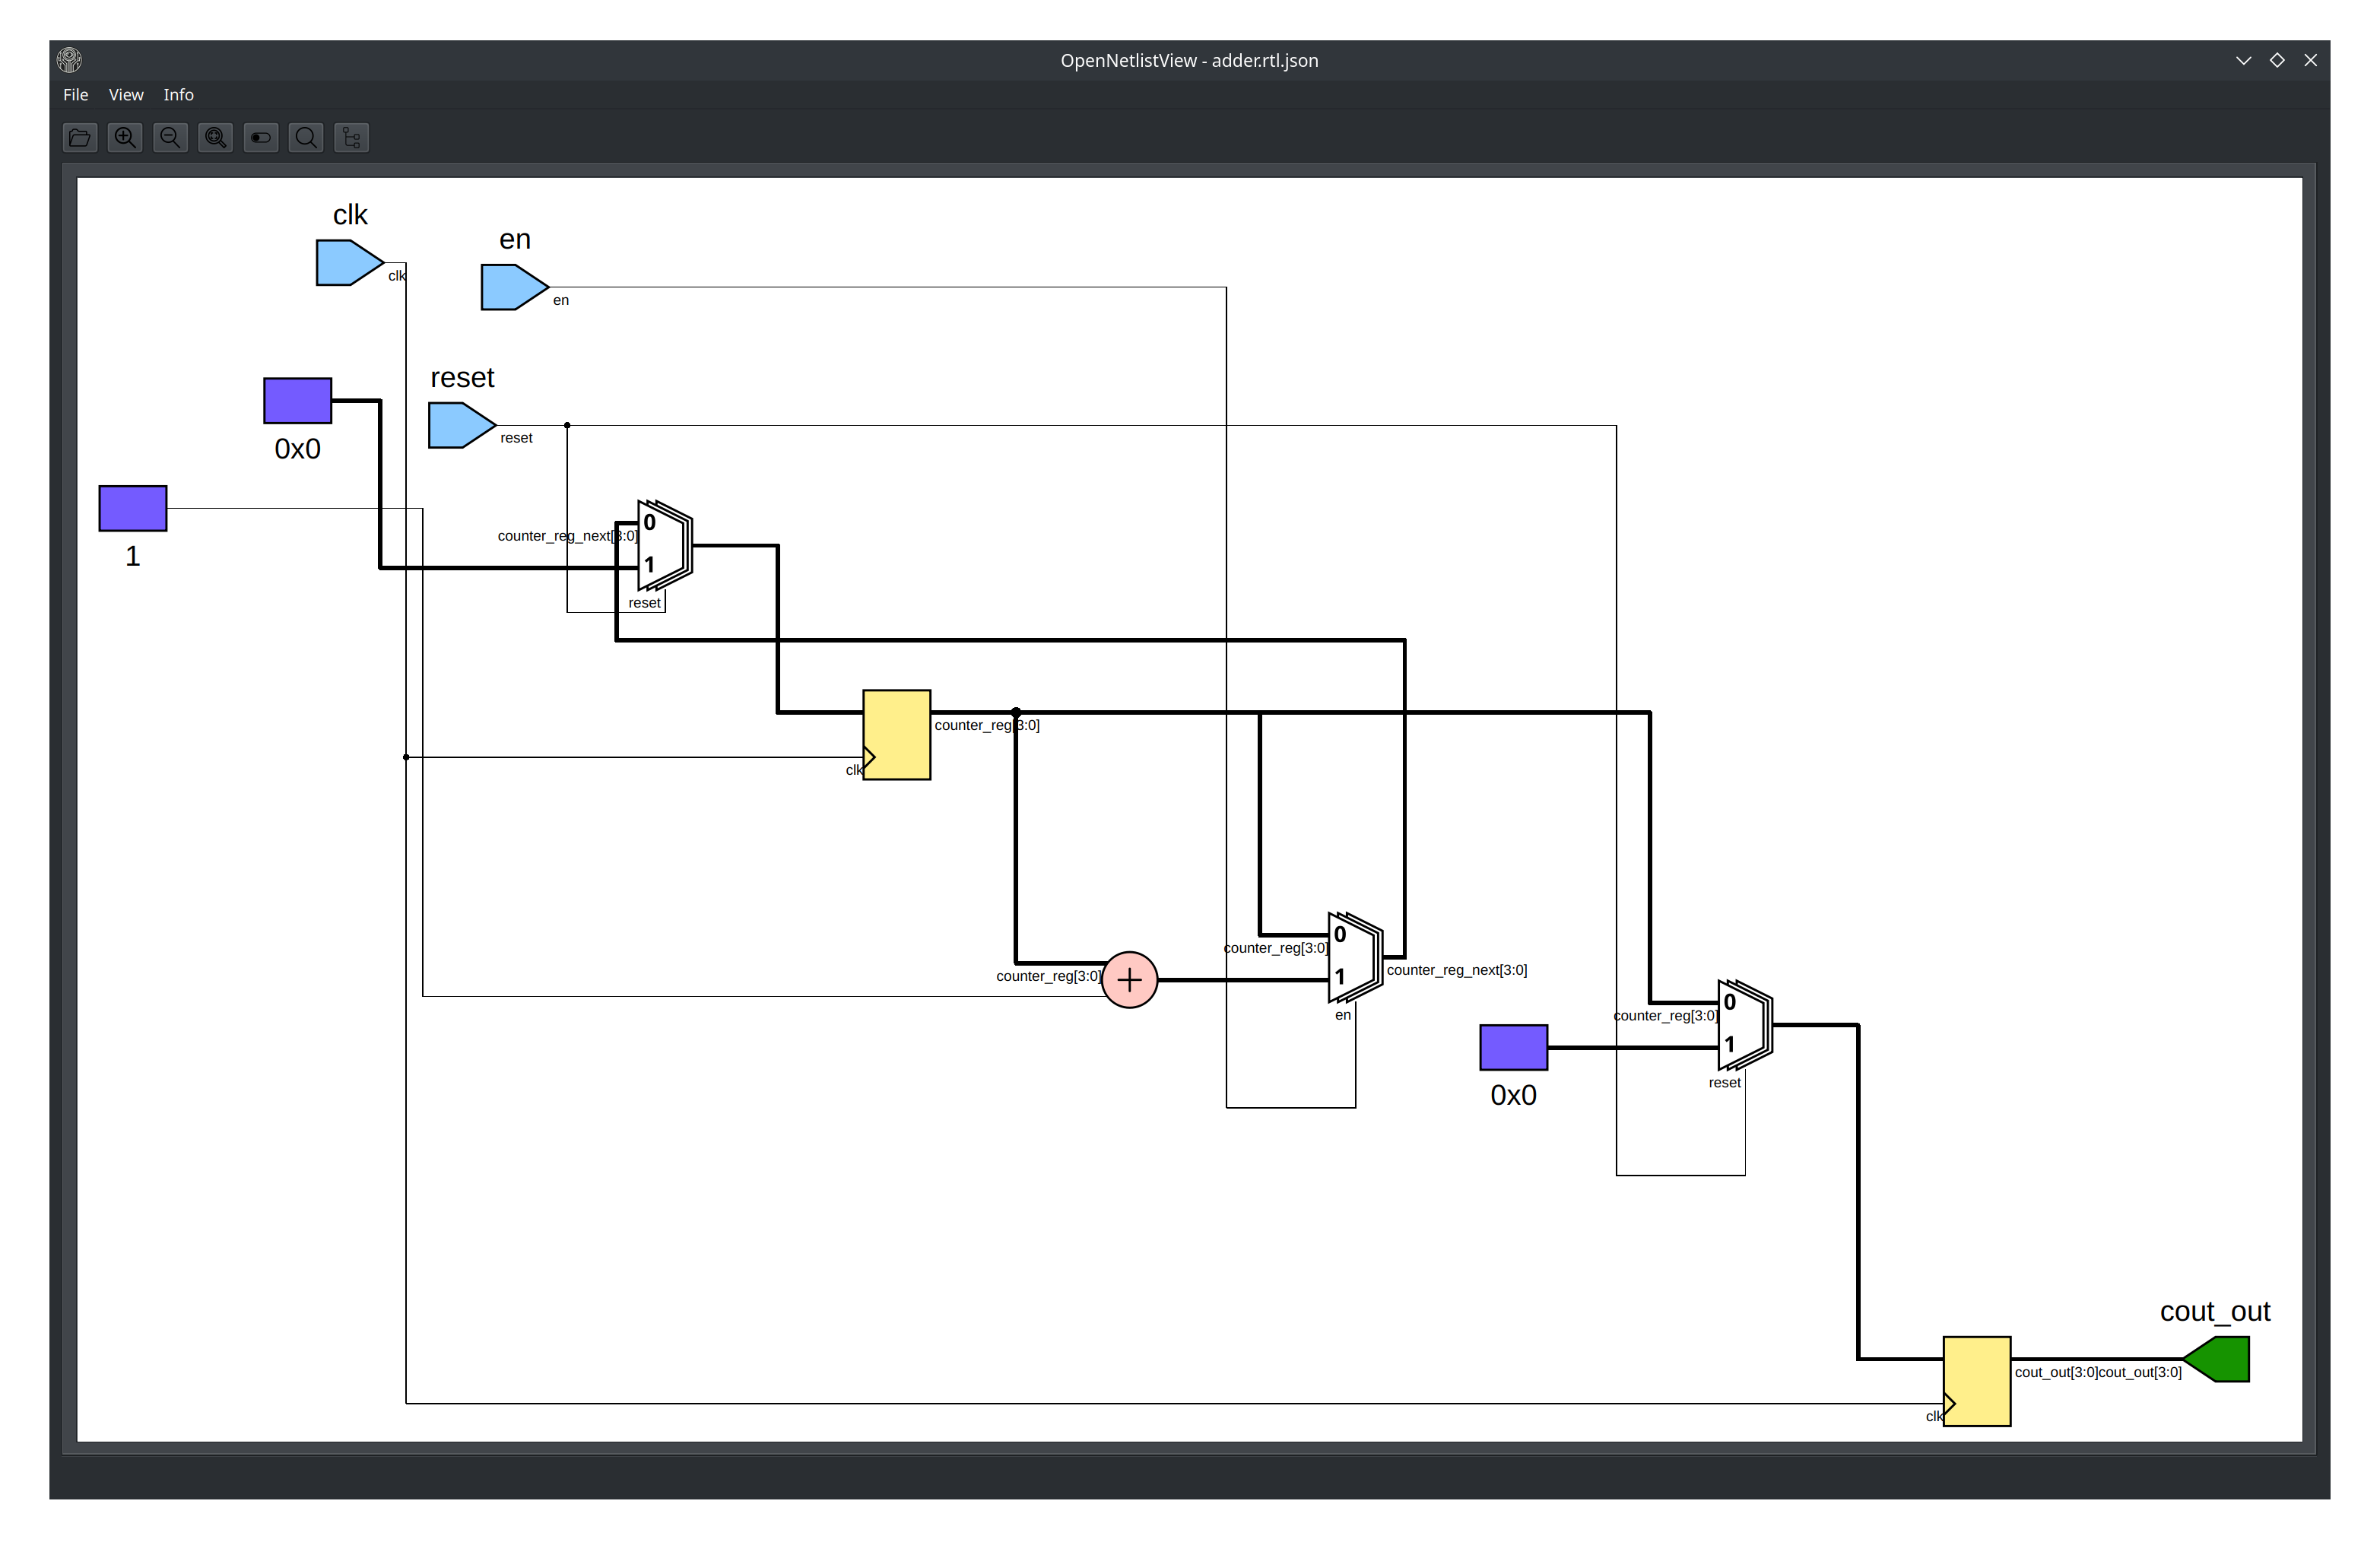 OpenNetlistView - adder.rtl.json
File View Info
clk
clk
en
en
reset
reset
0x0
1
0
counter_reg_next[3:0]
1
reset
counter_reg[3:0]
clk
0
counter_reg[3:0]
counter_reg[3:0]
1
counter_reg_next[3:0]
en
0
counter_reg[3:0]
1
reset
0x0
cout_out
cout_out[3:0]cout_out[3:0]
clk